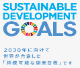 SUSTAINABLE
DEVELOPMENT
GOALS
2030年に向けて
世界が合意した
「持続可能な開発目標」です